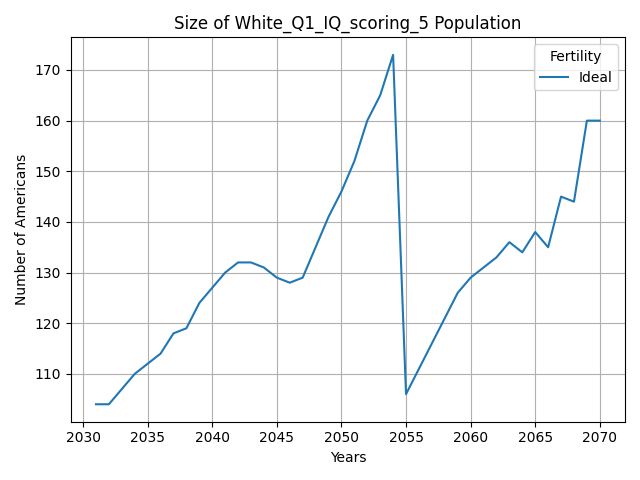 Size of White_Q1_IQ_scoring_5 Population
Fertility
Ideal
170
160
150
140
130
120
110
Number of Americans
2030 2035 2040 2045 2050 2055 2060 2065 2070
Years